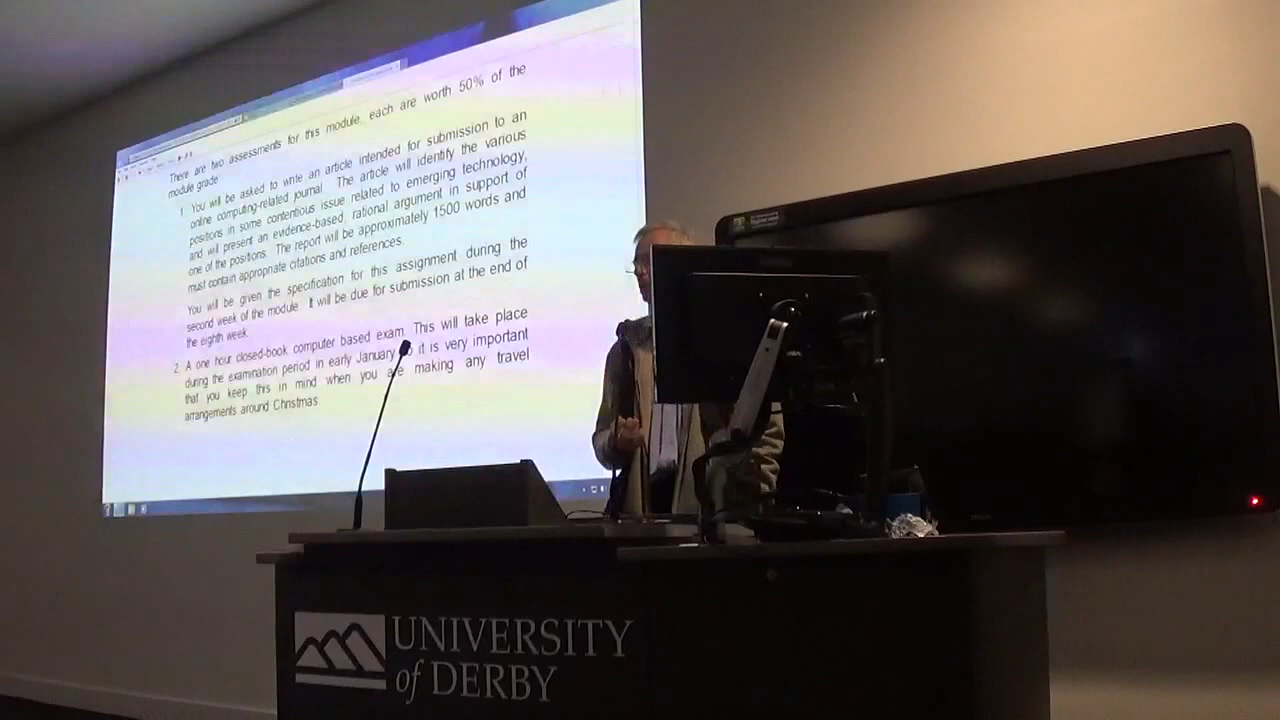 There are two assessments for this module, each are worth 50% of the
module grade
1. You will be asked to write an article intended for submission to an
online computing-related journal. The article will identify the various
positions in some contentious issue related to emerging technology,
and will present an evidence-based, rational argument in support of
one of the positions. The report will be approximately 1500 words and
must contain appropriate citations and references.
You will be given the specification for this assignment during the
second week of the module. It will be due for submission at the end of
the eighth week.
2. A one hour closed-book computer based exam. This will take place
during the examination period in early January so it is very important
that you keep this in mind when you are making any travel
arrangements around Christmas
UNIVERSITY
of DERBY